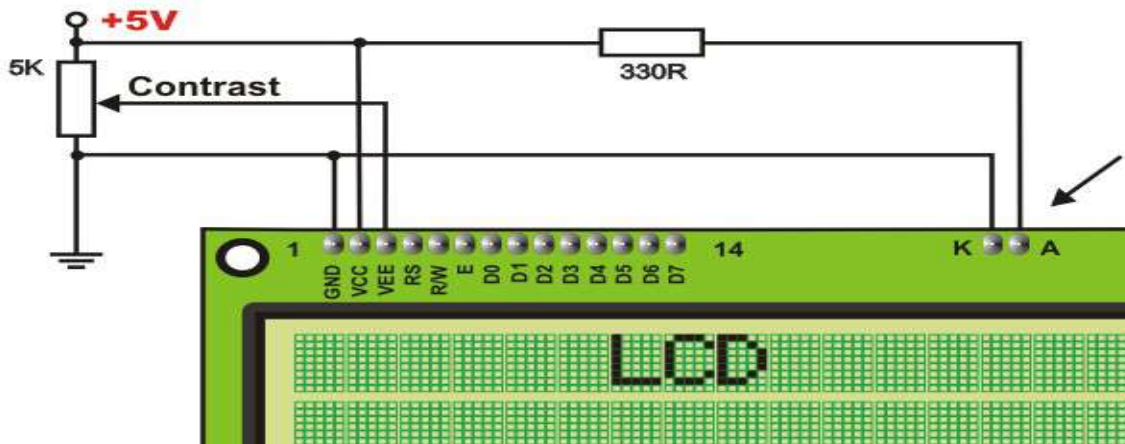 +5V
5K
Contrast
330R
1
14
K
A
GND
VCC
VEE
RS
R/W
E
D0
D1
D2
D3
D4
D5
D6
D7
LCD